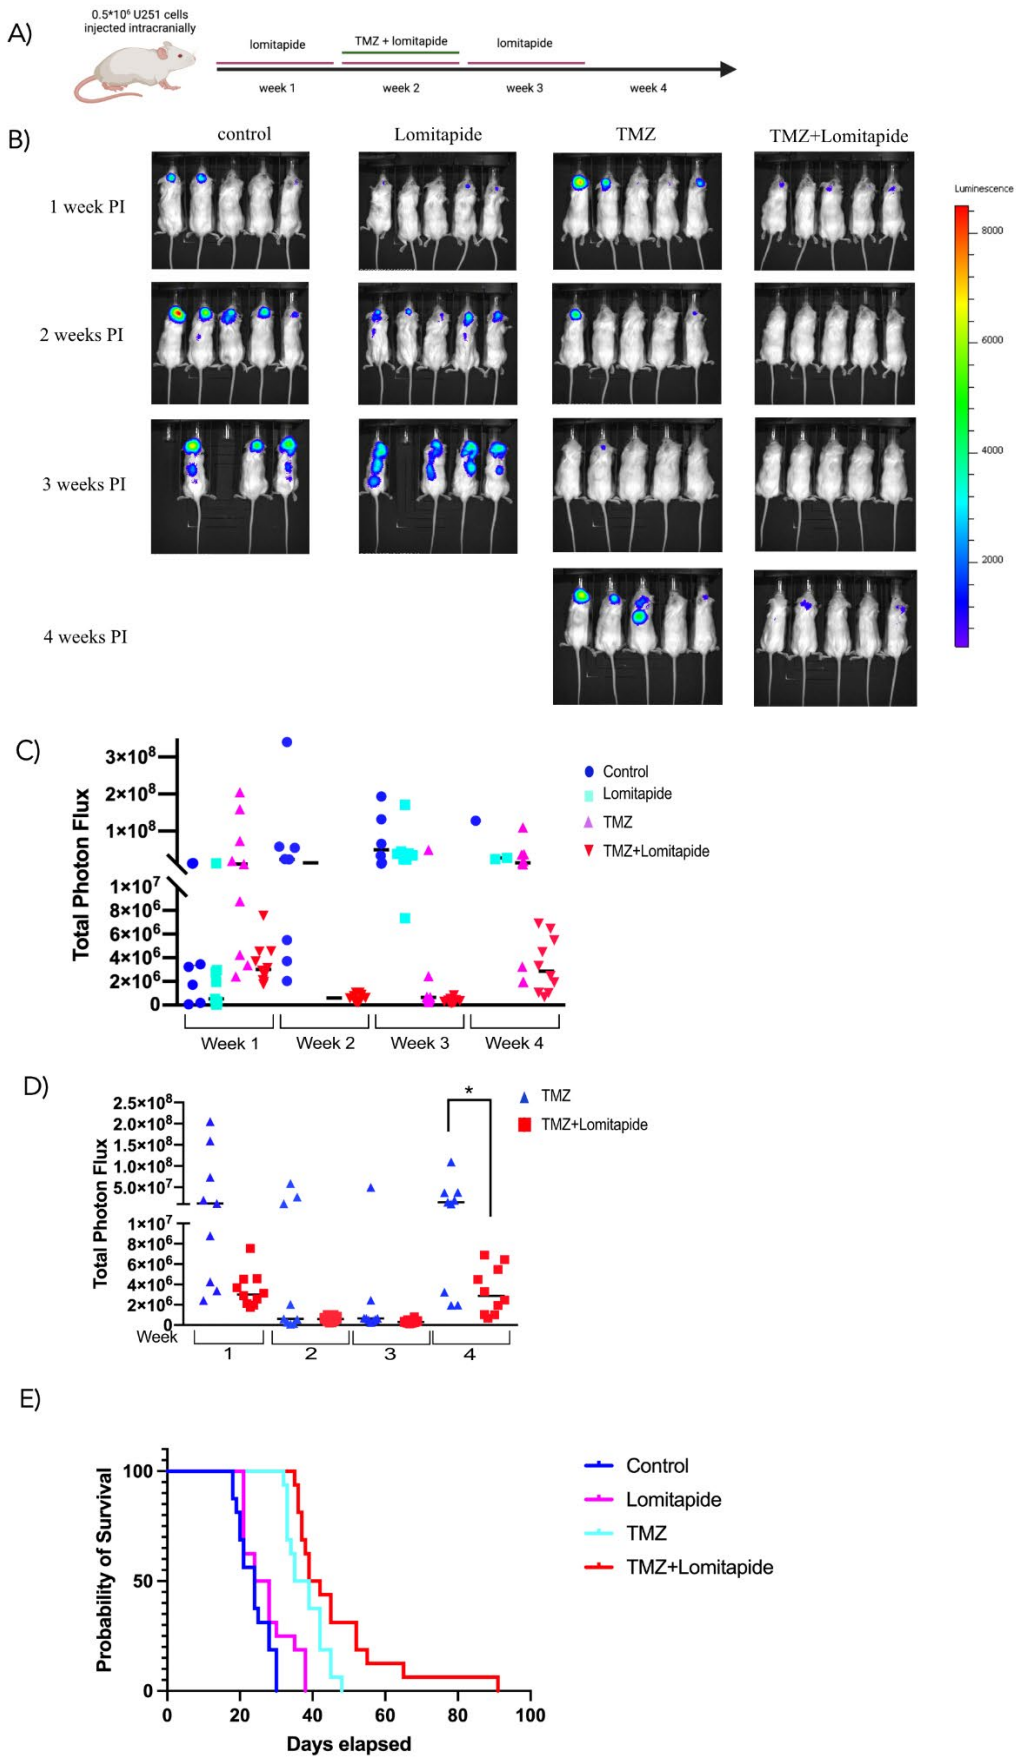 A)
0.5*10⁶ U251 cells
injected intracranially
lomitapide
TMZ + lomitapide
lomitapide
week 1
week 2
week 3
week 4
B)
control
Lomitapide
TMZ
TMZ+Lomitapide
1 week PI
2 weeks PI
3 weeks PI
4 weeks PI
Luminescence
8000
6000
4000
2000
C)
Total Photon Flux
3×10⁸
2×10⁸
1×10⁸
1×10⁷
8×10⁶
6×10⁶
4×10⁶
2×10⁶
0
Week 1
Week 2
Week 3
Week 4
Control
Lomitapide
TMZ
TMZ+Lomitapide
D)
Total Photon Flux
2.5×10⁸
2.0×10⁸
1.5×10⁸
1.0×10⁸
5.0×10⁷
1×10⁷
8×10⁶
6×10⁶
4×10⁶
2×10⁶
0
Week
1
2
3
4
*
TMZ
TMZ+Lomitapide
E)
Probability of Survival
100
50
0
0
20
40
60
80
100
Days elapsed
Control
Lomitapide
TMZ
TMZ+Lomitapide